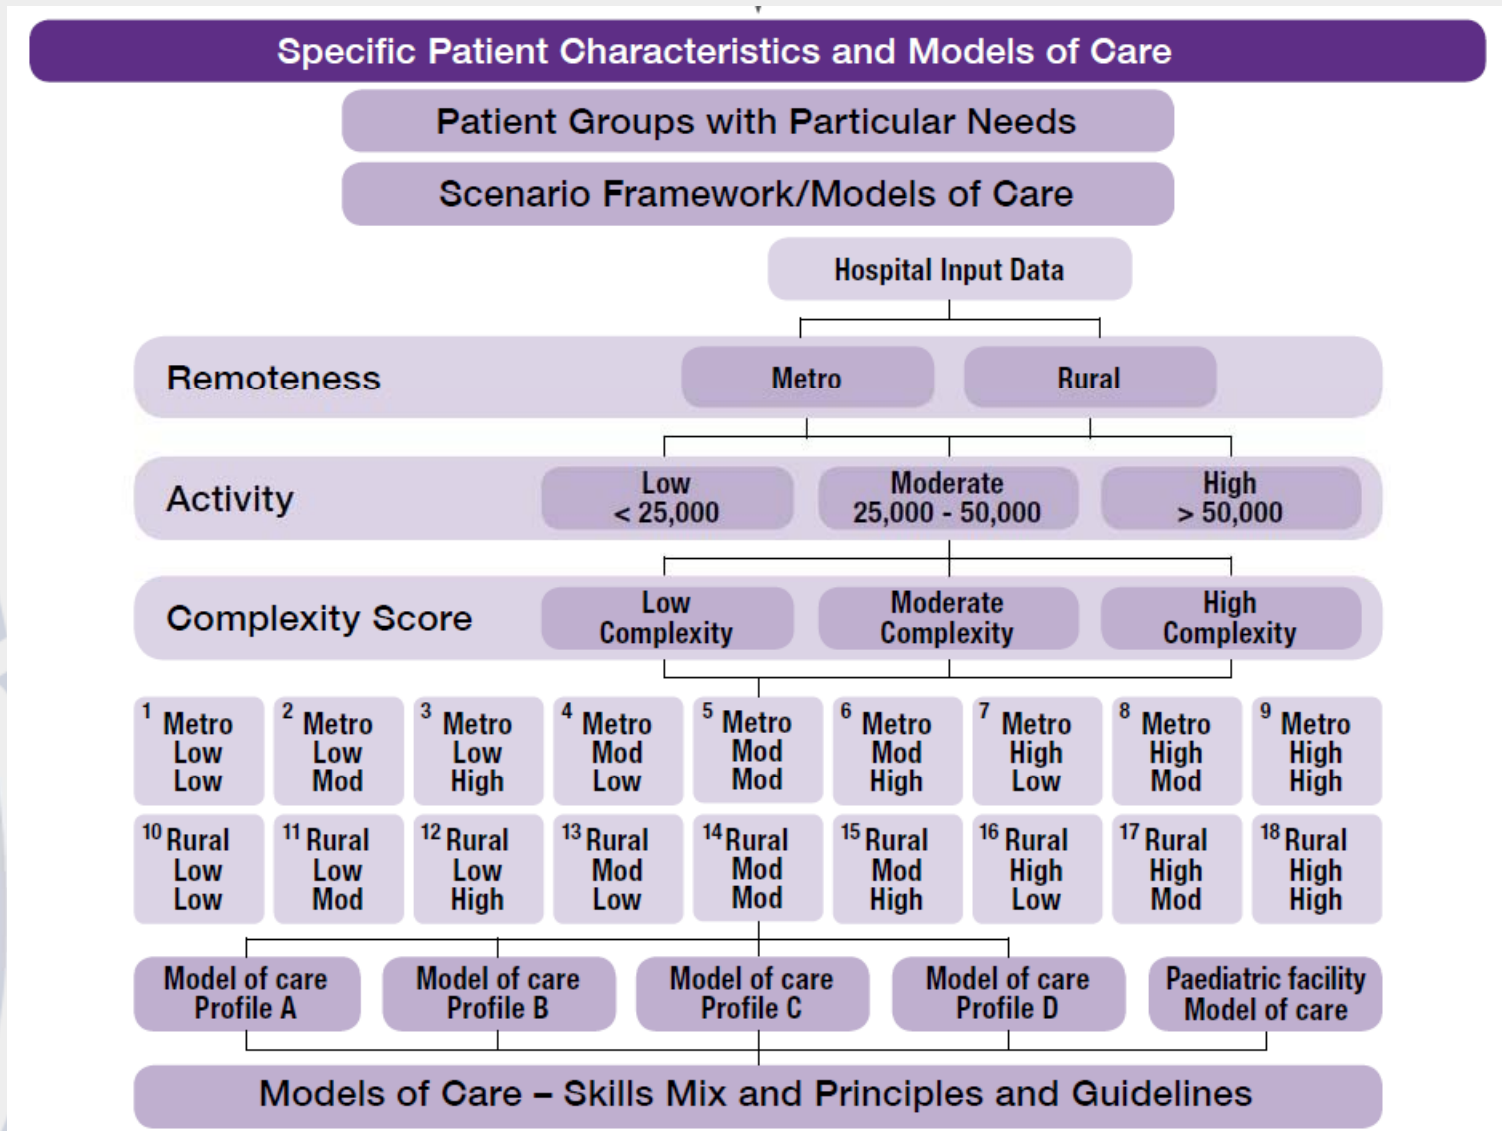 Specific Patient Characteristics and Models of Care
Patient Groups with Particular Needs
Scenario Framework/Models of Care
Hospital Input Data
Remoteness
Metro
Rural
Activity
Low
< 25,000
Moderate
25,000 - 50,000
High
> 50,000
Complexity Score
Low
Complexity
Moderate
Complexity
High
Complexity
1 Metro
Low
Low
2 Metro
Low
Mod
3 Metro
Low
High
4 Metro
Mod
Low
5 Metro
Mod
Mod
6 Metro
Mod
High
7 Metro
High
Low
8 Metro
High
Mod
9 Metro
High
High
10 Rural
Low
Low
11 Rural
Low
Mod
12 Rural
Low
High
13 Rural
Mod
Low
14 Rural
Mod
Mod
15 Rural
Mod
High
16 Rural
High
Low
17 Rural
High
Mod
18 Rural
High
High
Model of care
Profile A
Model of care
Profile B
Model of care
Profile C
Model of care
Profile D
Paediatric facility
Model of care
Models of Care – Skills Mix and Principles and Guidelines